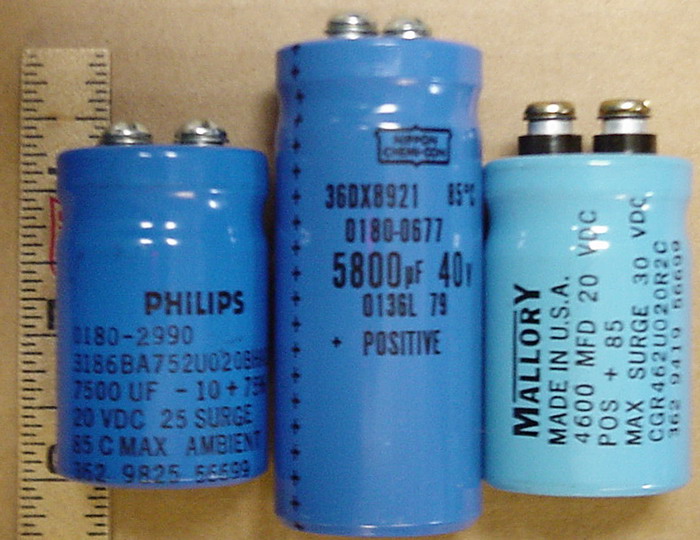 PHILIPS
0180-2990
3186BA752U020B
7500 UF -10+75%
20 VDC 25 SURGE
85 C MAX AMBIENT
362 9825 56699
NIPPON
CHEMI-CON
36DX8921 85°C
0180-0677
5800µF 40V
0136L 79
+ POSITIVE
MALLORY
MADE IN U.S.A.
4600 MFD 20 VDC
POS + 85
MAX SURGE 30 VDC
CGR462U020R2C
362 9419 56699